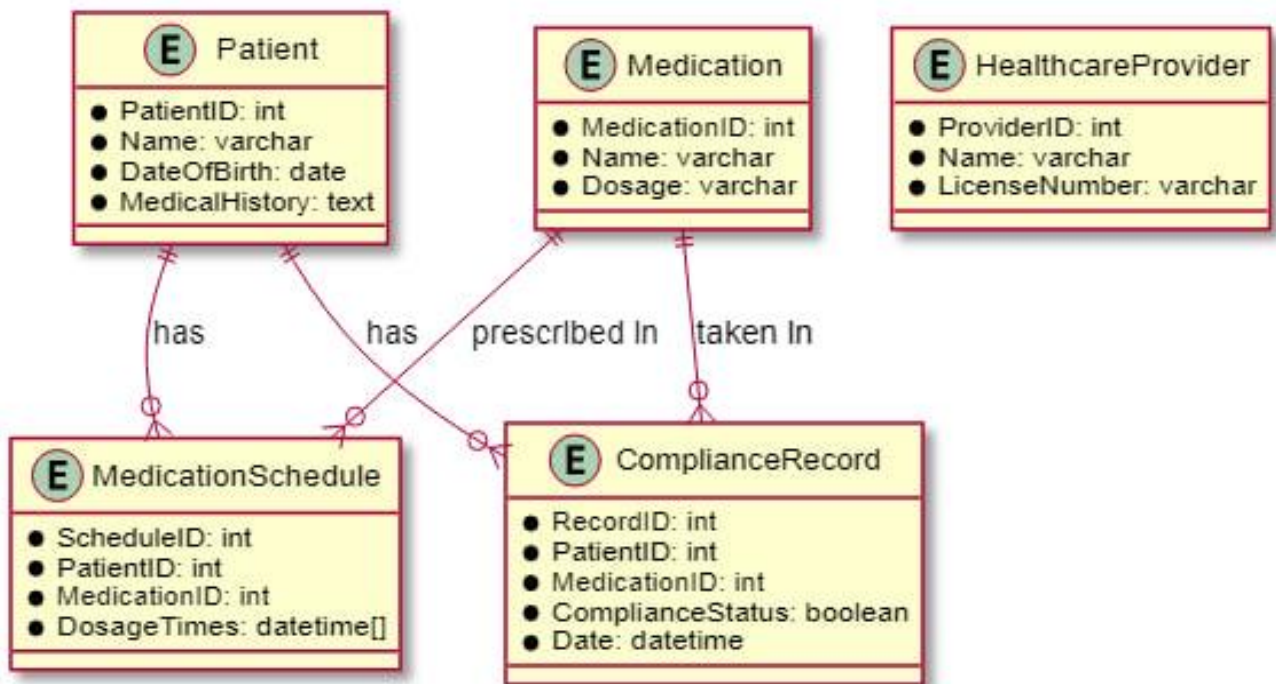 E Patient
PatientID: int
Name: varchar
DateOfBirth: date
MedicalHistory: text
E Medication
MedicationID: int
Name: varchar
Dosage: varchar
E HealthcareProvider
ProviderID: int
Name: varchar
LicenseNumber: varchar
has
has
prescribed in
taken in
E MedicationSchedule
ScheduleID: int
PatientID: int
MedicationID: int
DosageTimes: datetime[]
E ComplianceRecord
RecordID: int
PatientID: int
MedicationID: int
ComplianceStatus: boolean
Date: datetime